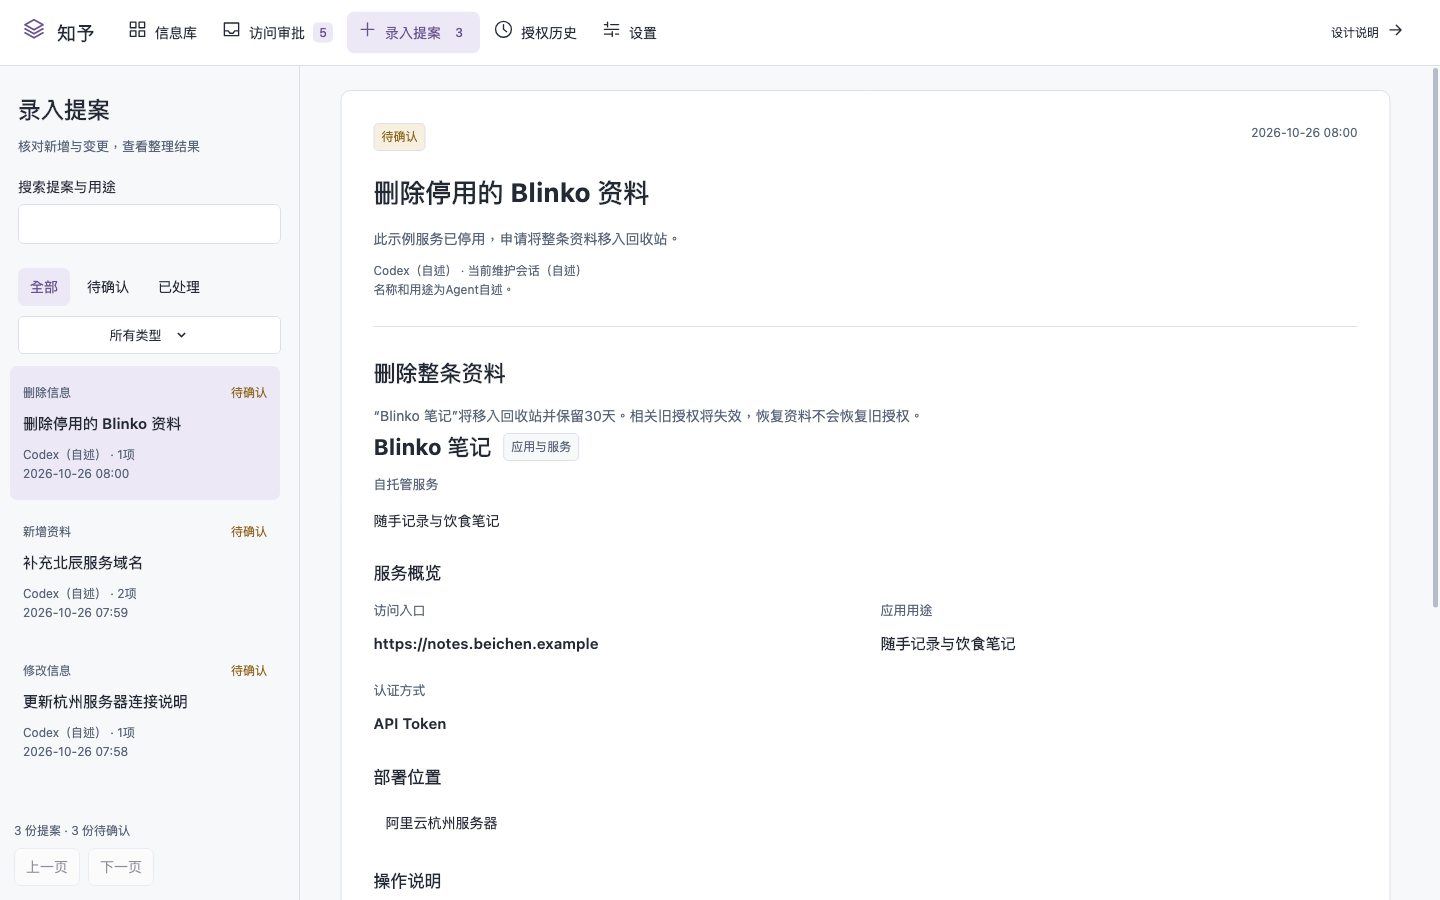 知予
信息库
访问审批 5
录入提案 3
授权历史
设置
设计说明
录入提案
核对新增与变更，查看整理结果
搜索提案与用途
全部 待确认 已处理
所有类型
删除信息 待确认
删除停用的 Blinko 资料
Codex（自述） · 1项
2026-10-26 08:00
新增资料 待确认
补充北辰服务域名
Codex（自述） · 2项
2026-10-26 07:59
修改信息 待确认
更新杭州服务器连接说明
Codex（自述） · 1项
2026-10-26 07:58
3 份提案 · 3 份待确认
上一页 下一页
待确认 2026-10-26 08:00
删除停用的 Blinko 资料
此示例服务已停用，申请将整条资料移入回收站。
Codex（自述） · 当前维护会话（自述）
名称和用途为Agent自述。
删除整条资料
“Blinko 笔记”将移入回收站并保留30天。相关旧授权将失效，恢复资料不会恢复旧授权。
Blinko 笔记 应用与服务
自托管服务
随手记录与饮食笔记
服务概览
访问入口 应用用途
https://notes.beichen.example 随手记录与饮食笔记
认证方式
API Token
部署位置
阿里云杭州服务器
操作说明